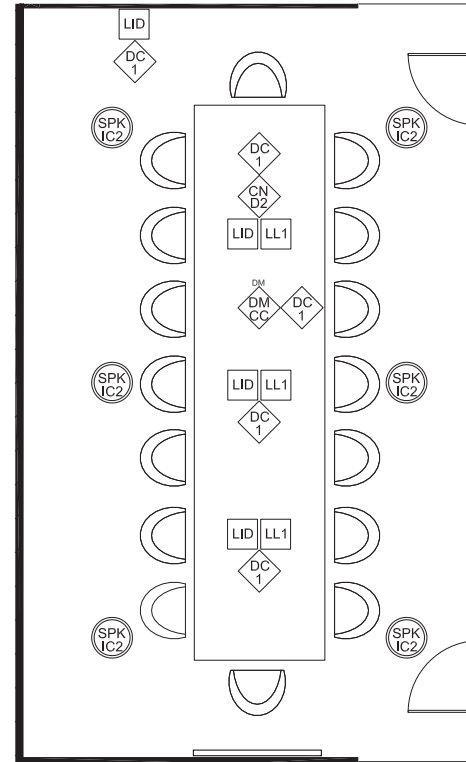 LID
DC
1
SPK
IC2
SPK
IC2
DC
1
CN
D2
LID
LL1
DM
DM
CC
DC
1
SPK
IC2
LID
LL1
SPK
IC2
DC
1
LID
LL1
DC
1
SPK
IC2
SPK
IC2